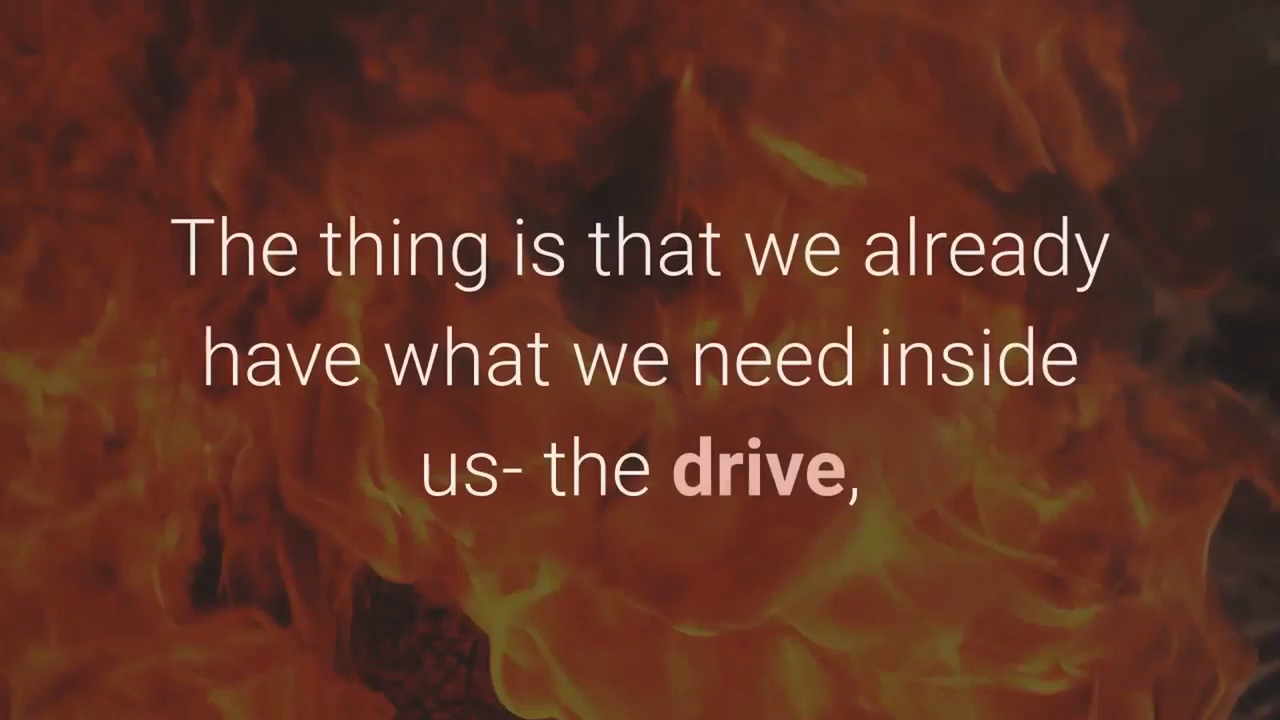 The thing is that we already
have what we need inside
us- the drive,